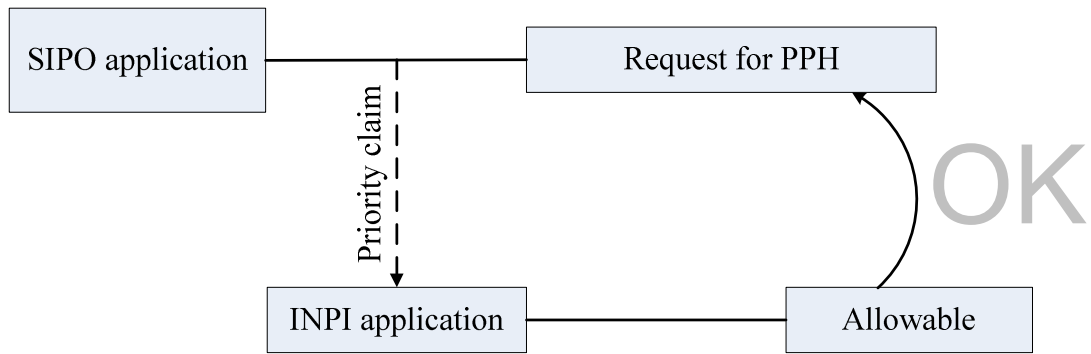 SIPO application
Request for PPH
Priority claim
OK
INPI application
Allowable